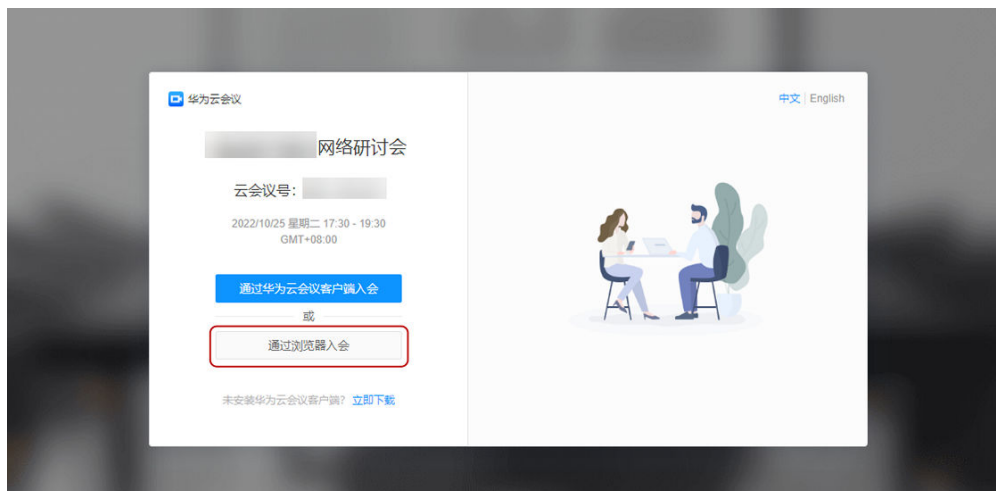 华为云会议
中文 | English
网络研讨会
云会议号：
2022/10/25 星期二 17:30 - 19:30
GMT+08:00
通过华为云会议客户端入会
或
通过浏览器入会
未安装华为云会议客户端？ 立即下载